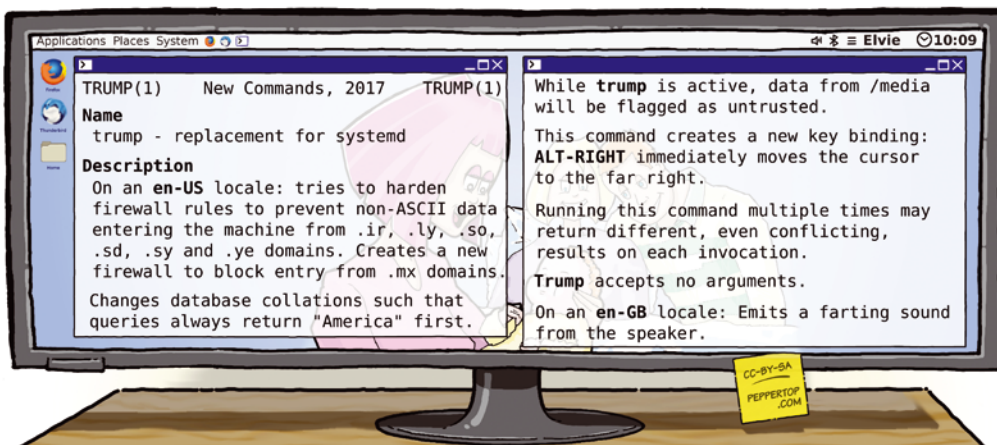 Applications Places System
Elvie 10:09
Firefox
Thunderbird
Home
TRUMP(1) New Commands, 2017 TRUMP(1)
Name
trump - replacement for systemd
Description
On an en-US locale: tries to harden
firewall rules to prevent non-ASCII data
entering the machine from .ir, .ly, .so,
.sd, .sy and .ye domains. Creates a new
firewall to block entry from .mx domains.
Changes database collations such that
queries always return "America" first.
While trump is active, data from /media
will be flagged as untrusted.
This command creates a new key binding:
ALT-RIGHT immediately moves the cursor
to the far right.
Running this command multiple times may
return different, even conflicting,
results on each invocation.
Trump accepts no arguments.
On an en-GB locale: Emits a farting sound
from the speaker.
CC-BY-SA
PEPPERTOP
.COM